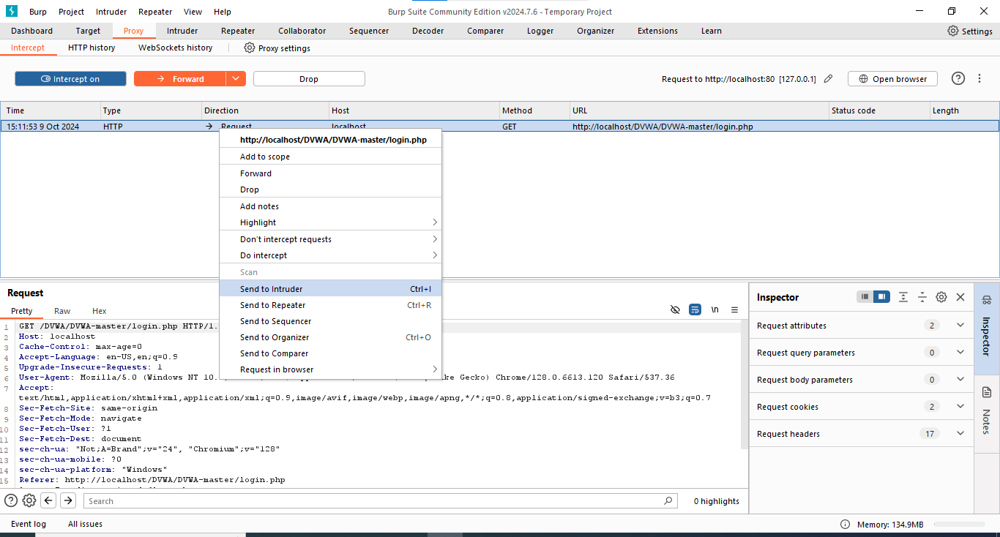 Burp Project Intruder Repeater View Help Burp Suite Community Edition v2024.7.6 - Temporary Project
Dashboard Target Proxy Intruder Repeater Collaborator Sequencer Decoder Comparer Logger Organizer Extensions Learn Settings
Intercept HTTP history WebSockets history Proxy settings
Intercept on Forward Drop Request to http://localhost:80 [127.0.0.1] Open browser
Time Type Direction Host Method URL Status code Length
15:11:53 9 Oct 2024 HTTP → Request localhost GET http://localhost/DVWA/DVWA-master/login.php
http://localhost/DVWA/DVWA-master/login.php
Add to scope
Forward
Drop
Add notes
Highlight
Don't intercept requests
Do intercept
Scan
Send to Intruder Ctrl+I
Send to Repeater Ctrl+R
Send to Sequencer
Send to Organizer Ctrl+O
Send to Comparer
Request in browser
Request
Pretty Raw Hex \n
1 GET /DVWA/DVWA-master/login.php HTTP/1.
2 Host: localhost
3 Cache-Control: max-age=0
4 Accept-Language: en-US,en;q=0.9
5 Upgrade-Insecure-Requests: 1
6 User-Agent: Mozilla/5.0 (Windows NT 10. ke Gecko) Chrome/128.0.6613.120 Safari/537.36
7 Accept:
text/html,application/xhtml+xml,application/xml;q=0.9,image/avif,image/webp,image/apng,*/*;q=0.8,application/signed-exchange;v=b3;q=0.7
8 Sec-Fetch-Site: same-origin
9 Sec-Fetch-Mode: navigate
10 Sec-Fetch-User: ?1
11 Sec-Fetch-Dest: document
12 sec-ch-ua: "Not;A=Brand";v="24", "Chromium";v="128"
13 sec-ch-ua-mobile: ?0
14 sec-ch-ua-platform: "Windows"
15 Referer: http://localhost/DVWA/DVWA-master/login.php
Search 0 highlights
Inspector
Request attributes 2
Request query parameters 0
Request body parameters 0
Request cookies 2
Request headers 17
Inspector
Notes
Event log All issues Memory: 134.9MB